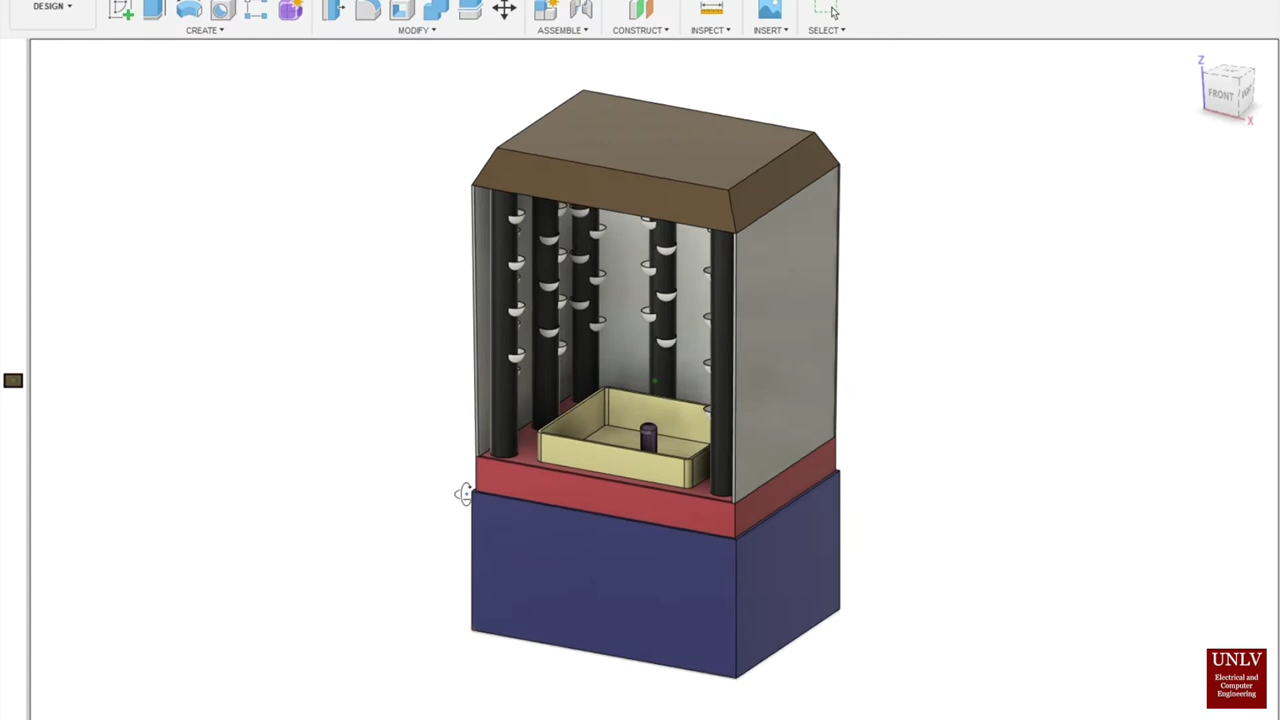 DESIGN
CREATE
MODIFY
ASSEMBLE
CONSTRUCT
INSPECT
INSERT
SELECT
Z
FRONT
X
UNLV
Electrical and
Computer
Engineering